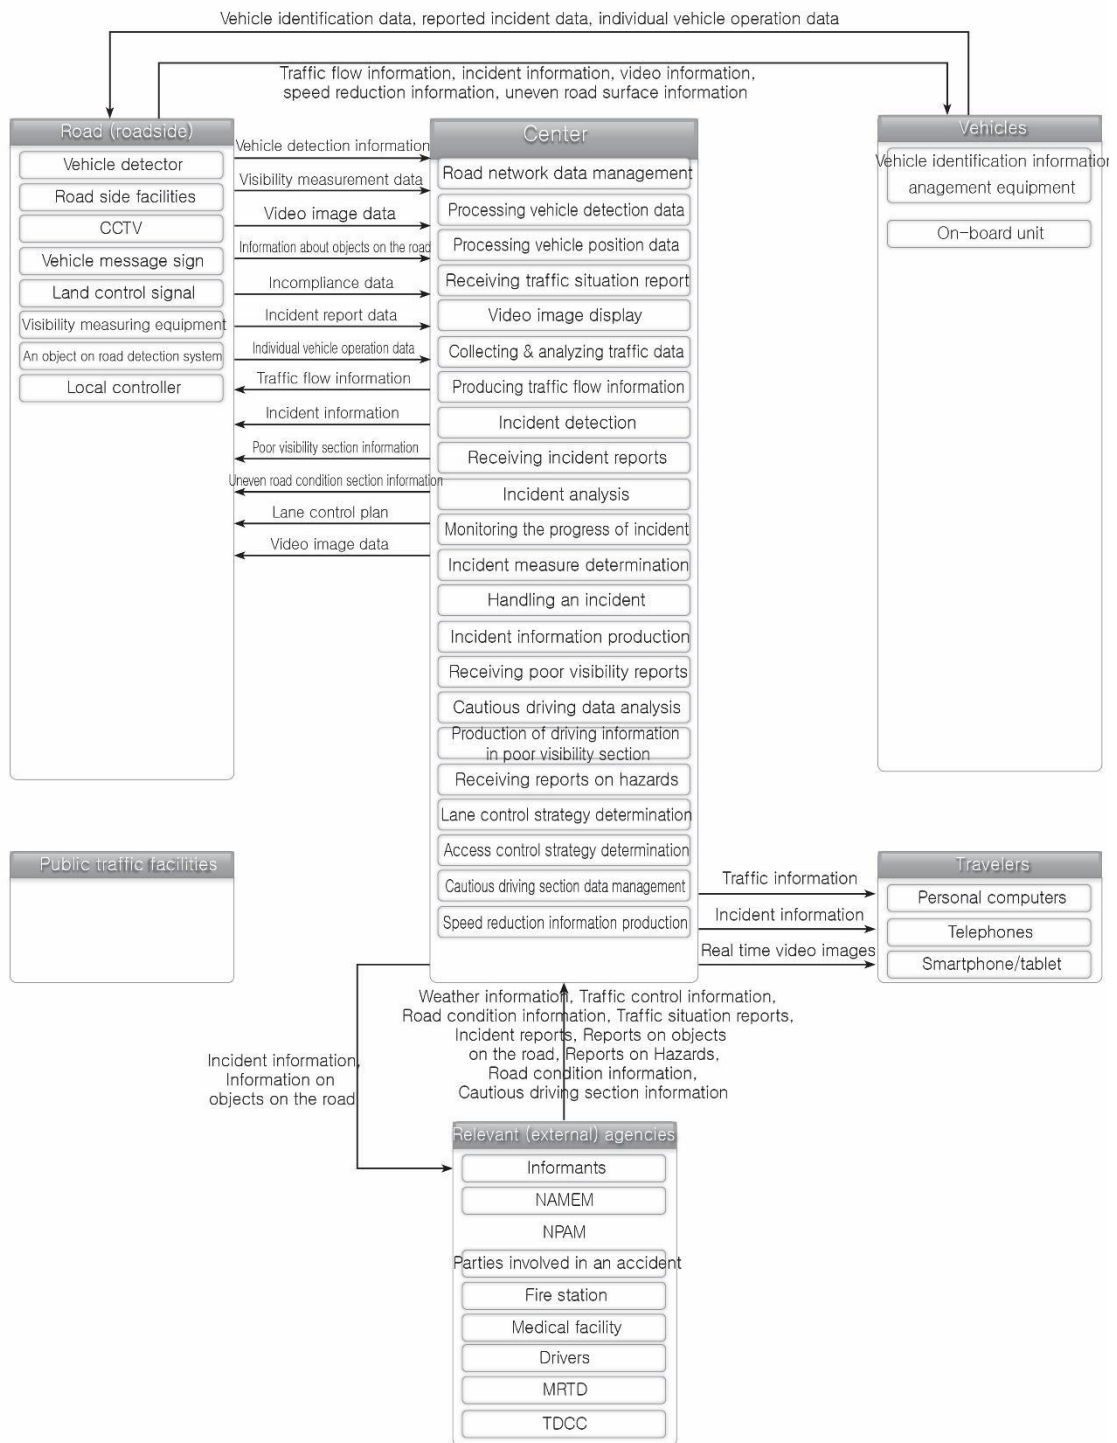 Vehicle identification data, reported incident data, individual vehicle operation data
Traffic flow information, incident information, video information,
speed reduction information, uneven road surface information
Road (roadside)
Vehicle detector
Road side facilities
CCTV
Vehicle message sign
Land control signal
Visibility measuring equipment
An object on road detection system
Local controller
Vehicle detection information
Visibility measurement data
Video image data
Information about objects on the road
Incompliance data
Incident report data
Individual vehicle operation data
Traffic flow information
Incident information
Poor visibility section information
Uneven road condition section information
Lane control plan
Video image data
Center
Road network data management
Processing vehicle detection data
Processing vehicle position data
Receiving traffic situation report
Video image display
Collecting & analyzing traffic data
Producing traffic flow information
Incident detection
Receiving incident reports
Incident analysis
Monitoring the progress of incident
Incident measure determination
Handling an incident
Incident information production
Receiving poor visibility reports
Cautious driving data analysis
Production of driving information
in poor visibility section
Receiving reports on hazards
Lane control strategy determination
Access control strategy determination
Cautious driving section data management
Speed reduction information production
Vehicles
Vehicle identification information
anagement equipment
On-board unit
Public traffic facilities
Traffic information
Incident information
Real time video images
Travelers
Personal computers
Telephones
Smartphone/tablet
Incident information,
Information on
objects on the road
Weather information, Traffic control information,
Road condition information, Traffic situation reports,
Incident reports, Reports on objects
on the road, Reports on Hazards,
Road condition information,
Cautious driving section information
Relevant (external) agencies
Informants
NAMEM
NPAM
Parties involved in an accident
Fire station
Medical facility
Drivers
MRTD
TDCC